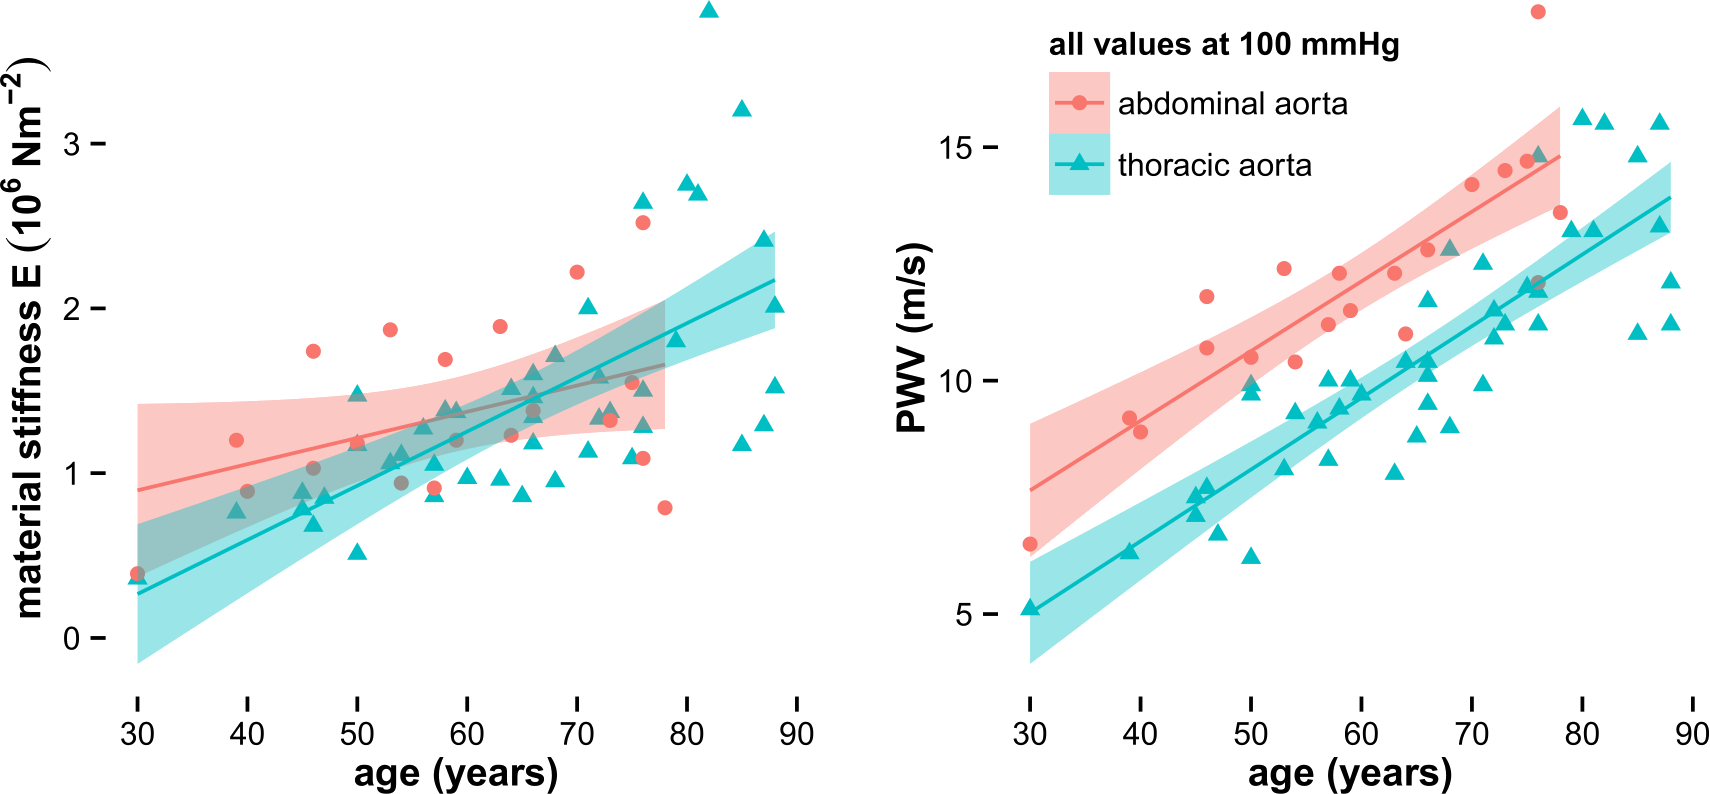 material stiffness E (10⁶ Nm⁻²)
3
2
1
0
30 40 50 60 70 80 90
age (years)
all values at 100 mmHg
abdominal aorta
thoracic aorta
PWV (m/s)
15
10
5
30 40 50 60 70 80 90
age (years)